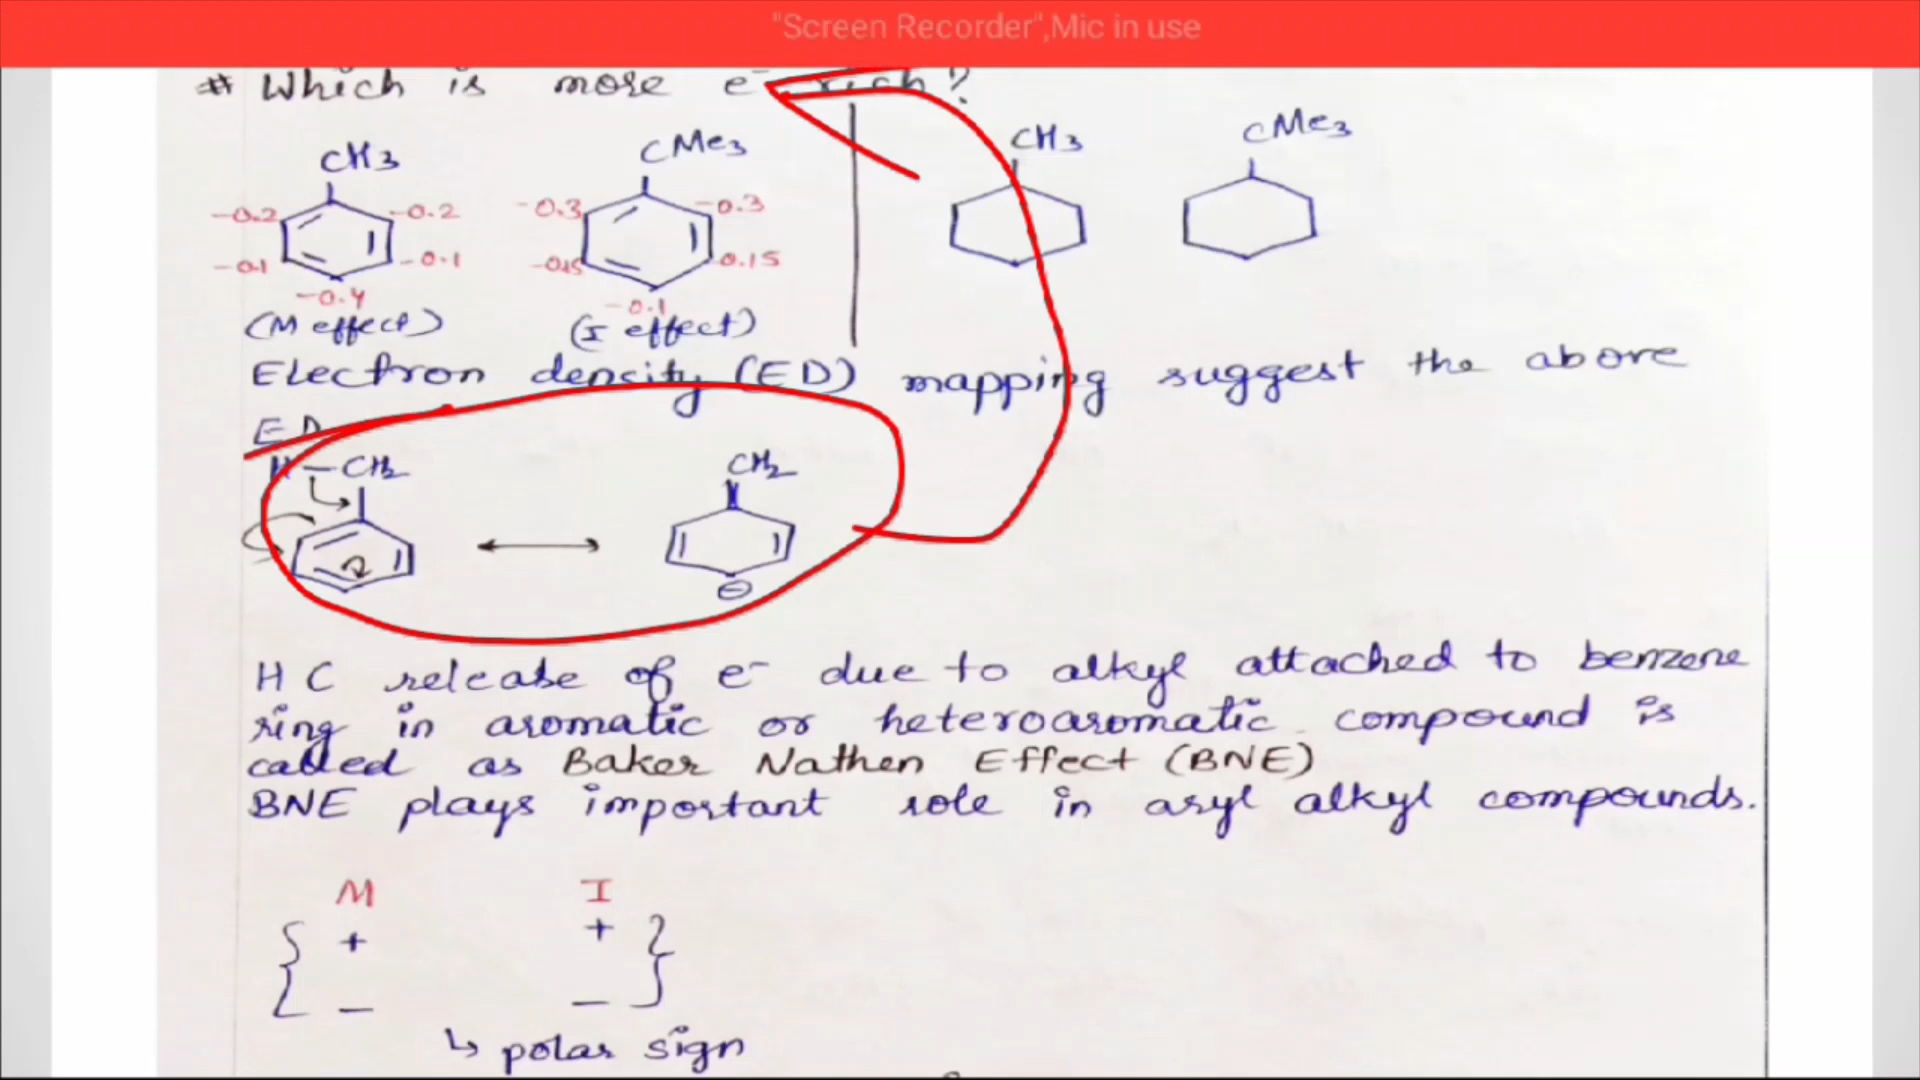 "Screen Recorder",Mic in use
# Which is more e⁻ rich?
CH3 CMe3 CH3 CMe3
-0.2 -0.2 -0.3 -0.3
-0.1 -0.1 -0.15 -0.15
-0.4 -0.1
(M effect) (I effect)
Electron density (ED) mapping suggest the above
ED
H-CH2 CH2
⊖
HC release of e⁻ due to alkyl attached to benzene
ring in aromatic or heteroaromatic compound is
called as Baker Nathen Effect (BNE)
BNE plays important role in aryl alkyl compounds.
M I
{ + + }
- -
↳ polar sign